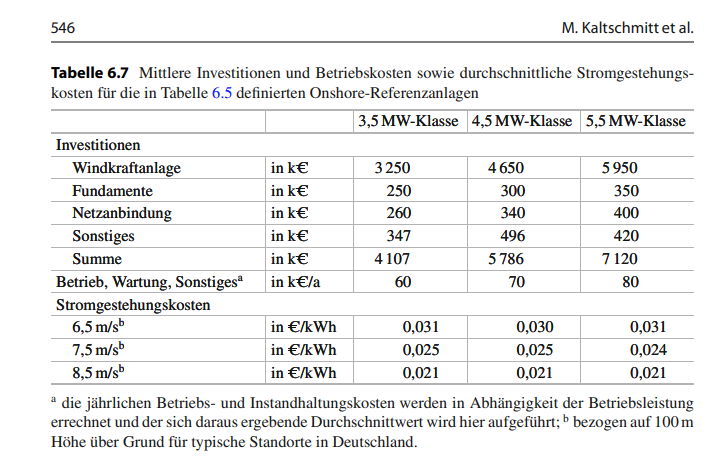 546 M. Kaltschmitt et al.
Tabelle 6.7 Mittlere Investitionen und Betriebskosten sowie durchschnittliche Stromgestehungs-
kosten für die in Tabelle 6.5 definierten Onshore-Referenzanlagen
3,5 MW-Klasse 4,5 MW-Klasse 5,5 MW-Klasse
Investitionen
Windkraftanlage in k€ 3 250 4 650 5 950
Fundamente in k€ 250 300 350
Netzanbindung in k€ 260 340 400
Sonstiges in k€ 347 496 420
Summe in k€ 4 107 5 786 7 120
Betrieb, Wartung, Sonstigesᵃ in k€/a 60 70 80
Stromgestehungskosten
6,5 m/sᵇ in €/kWh 0,031 0,030 0,031
7,5 m/sᵇ in €/kWh 0,025 0,025 0,024
8,5 m/sᵇ in €/kWh 0,021 0,021 0,021
ᵃ die jährlichen Betriebs- und Instandhaltungskosten werden in Abhängigkeit der Betriebsleistung
errechnet und der sich daraus ergebende Durchschnittwert wird hier aufgeführt; ᵇ bezogen auf 100 m
Höhe über Grund für typische Standorte in Deutschland.